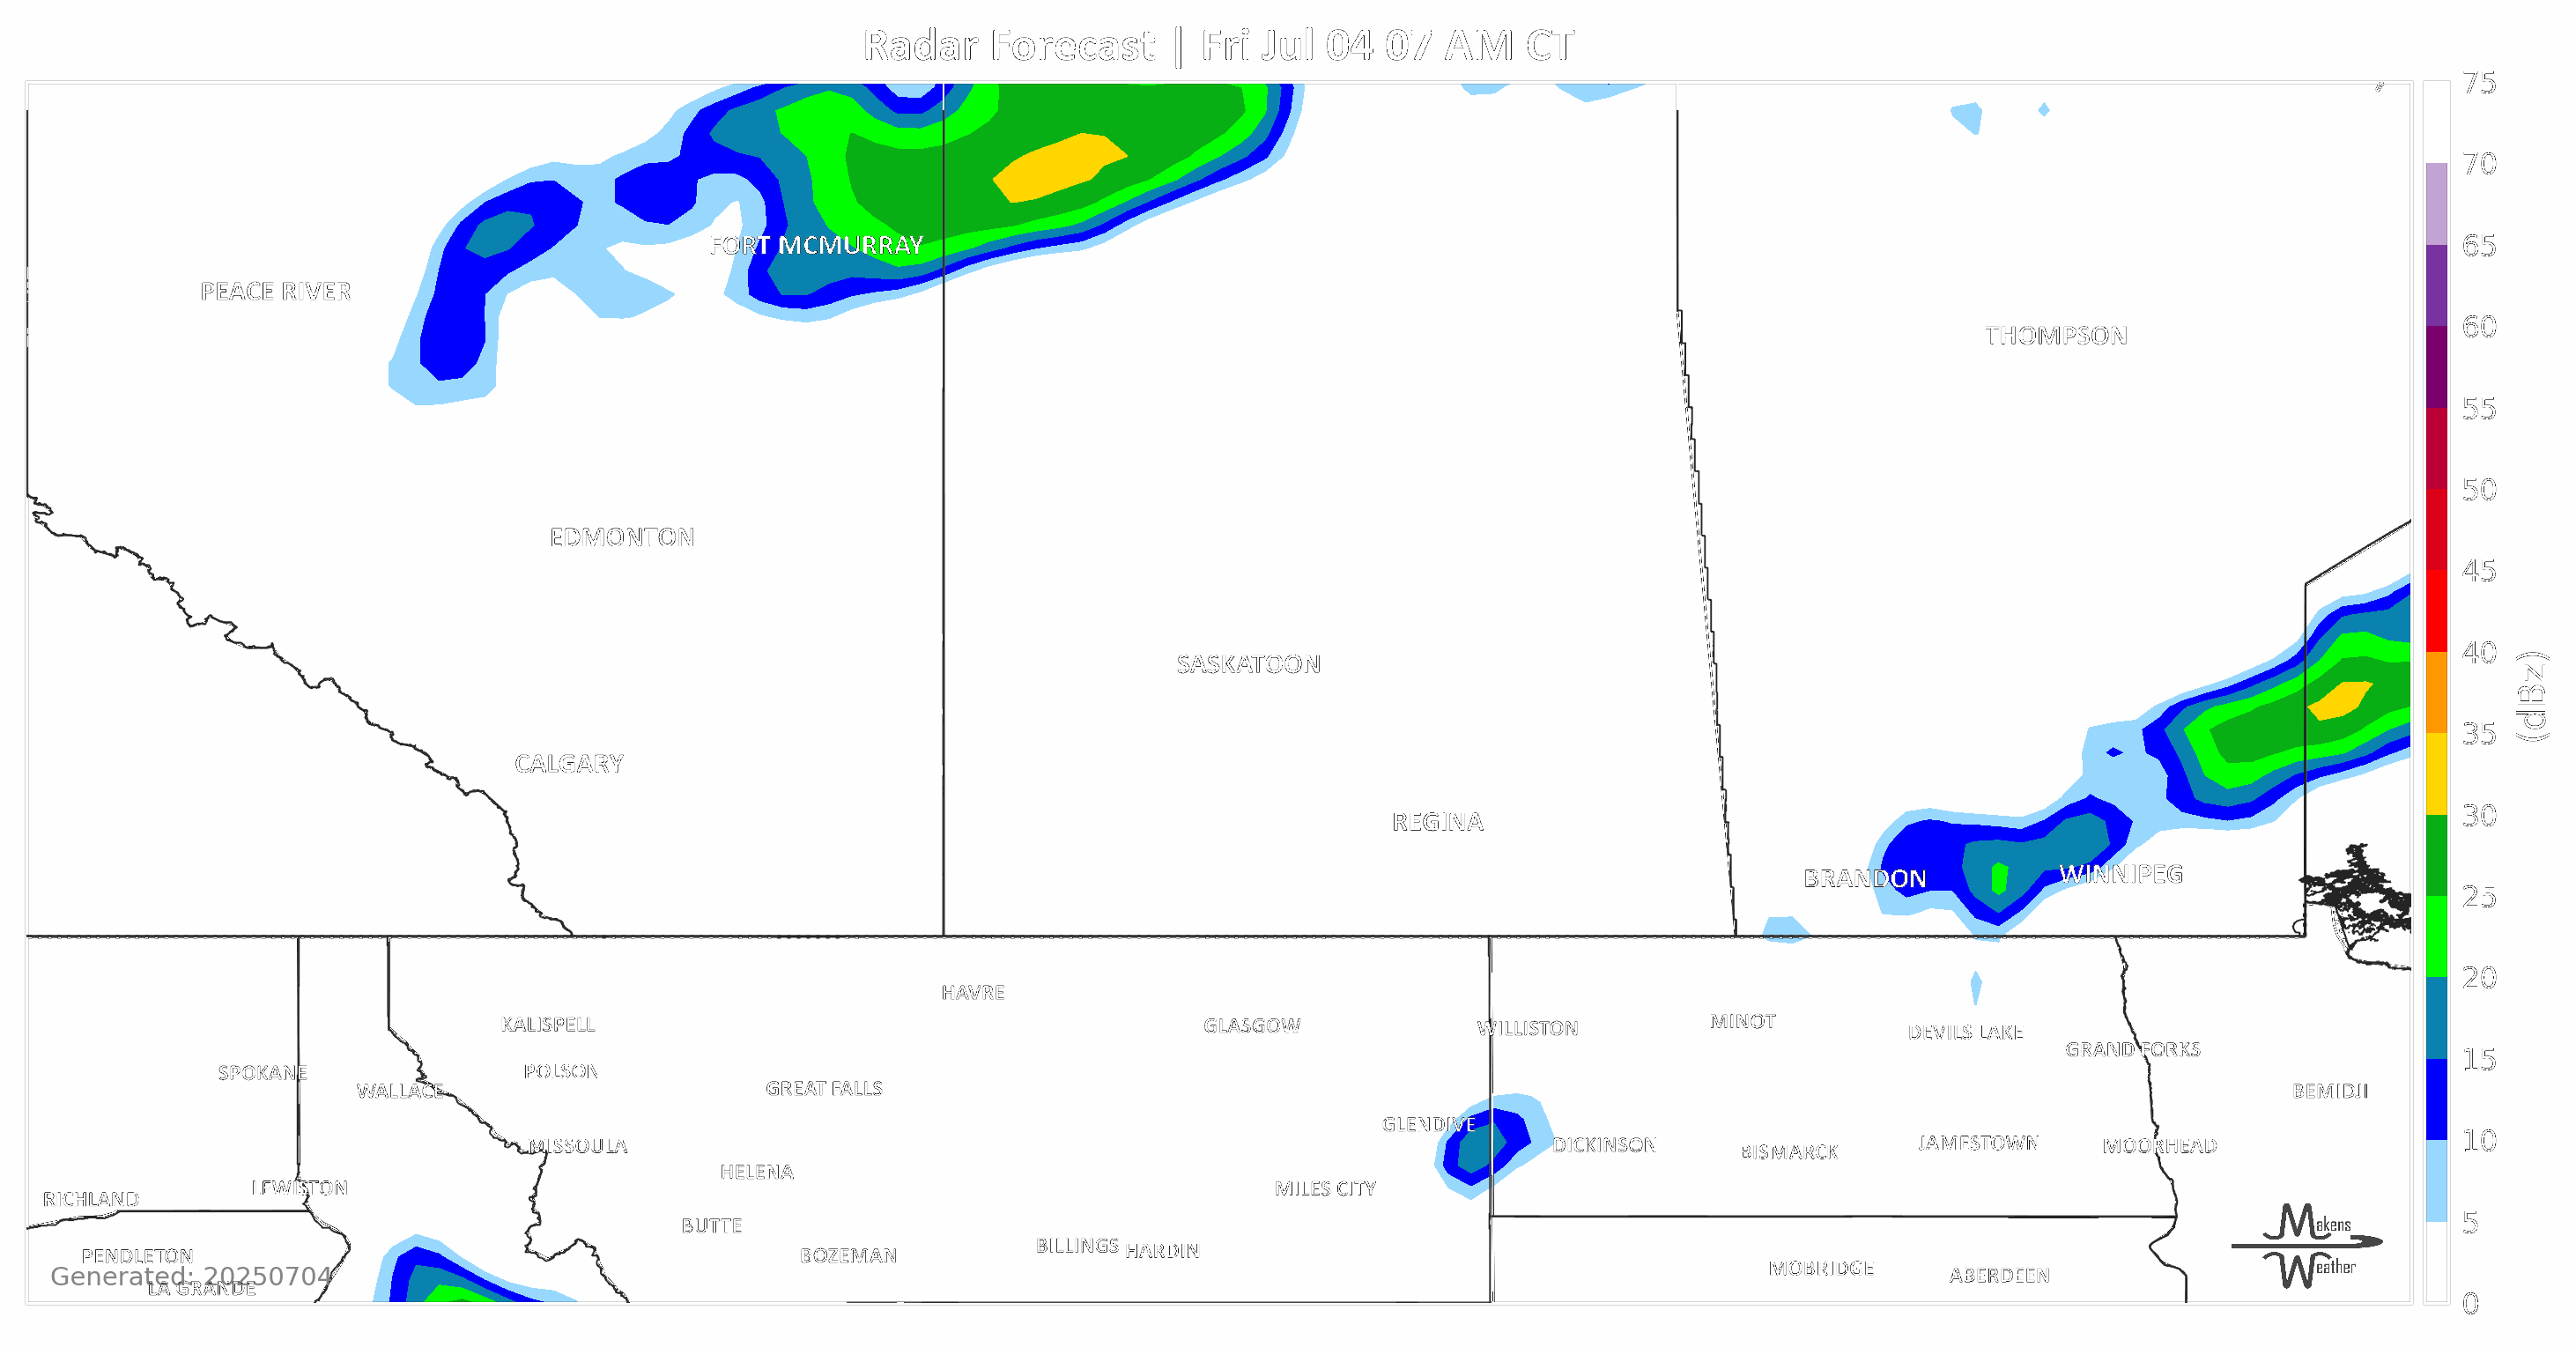 Radar Forecast | Fri Jul 04 07 AM CT
75
70
65
60
55
50
45
40
35
30
25
20
15
10
5
0
(dBz)
FORT MCMURRAY
PEACE RIVER
THOMPSON
EDMONTON
SASKATOON
CALGARY
REGINA
BRANDON
WINNIPEG
HAVRE
KALISPELL
GLASGOW
WILLISTON
MINOT
DEVILS LAKE
GRAND FORKS
SPOKANE
POLSON
WALLACE
GREAT FALLS
BEMIDJI
GLENDIVE
MISSOULA
DICKINSON
BISMARCK
JAMESTOWN
MOORHEAD
HELENA
LEWISTON
MILES CITY
RICHLAND
BUTTE
BILLINGS
HARDIN
PENDLETON
BOZEMAN
MOBRIDGE
ABERDEEN
Generated: 20250704
LA GRANDE
Makens
Weather